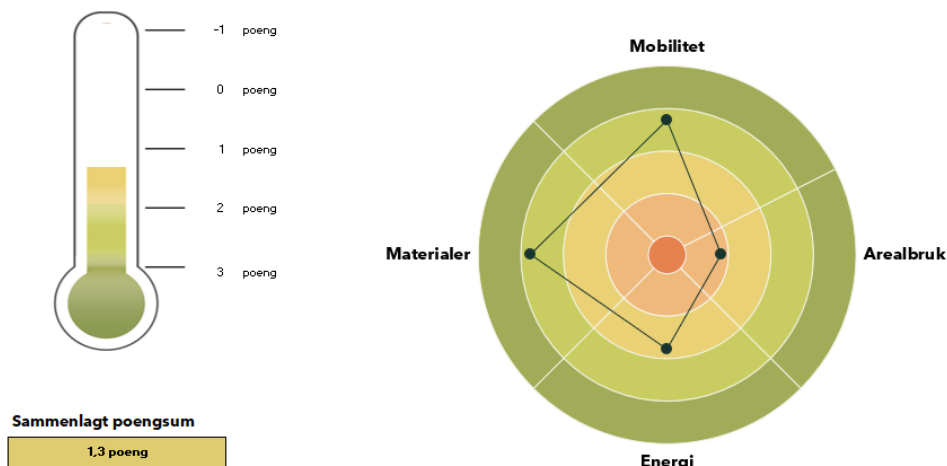 -1 poeng
0 poeng
1 poeng
2 poeng
3 poeng
Sammenlagt poengsum
1,3 poeng
Mobilitet
Materialer
Arealbruk
Energi